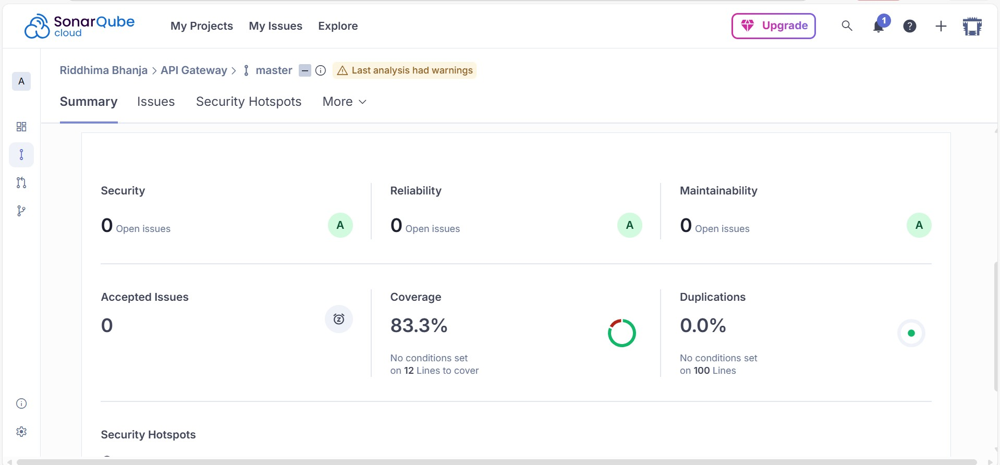 SonarQube cloud
My Projects My Issues Explore
Upgrade
1
?
Riddhima Bhanja > API Gateway > master – Last analysis had warnings
A
Summary Issues Security Hotspots More
Security
0 Open issues
A
Reliability
0 Open issues
A
Maintainability
0 Open issues
A
Accepted Issues
0
Coverage
83.3%
No conditions set
on 12 Lines to cover
Duplications
0.0%
No conditions set
on 100 Lines
Security Hotspots